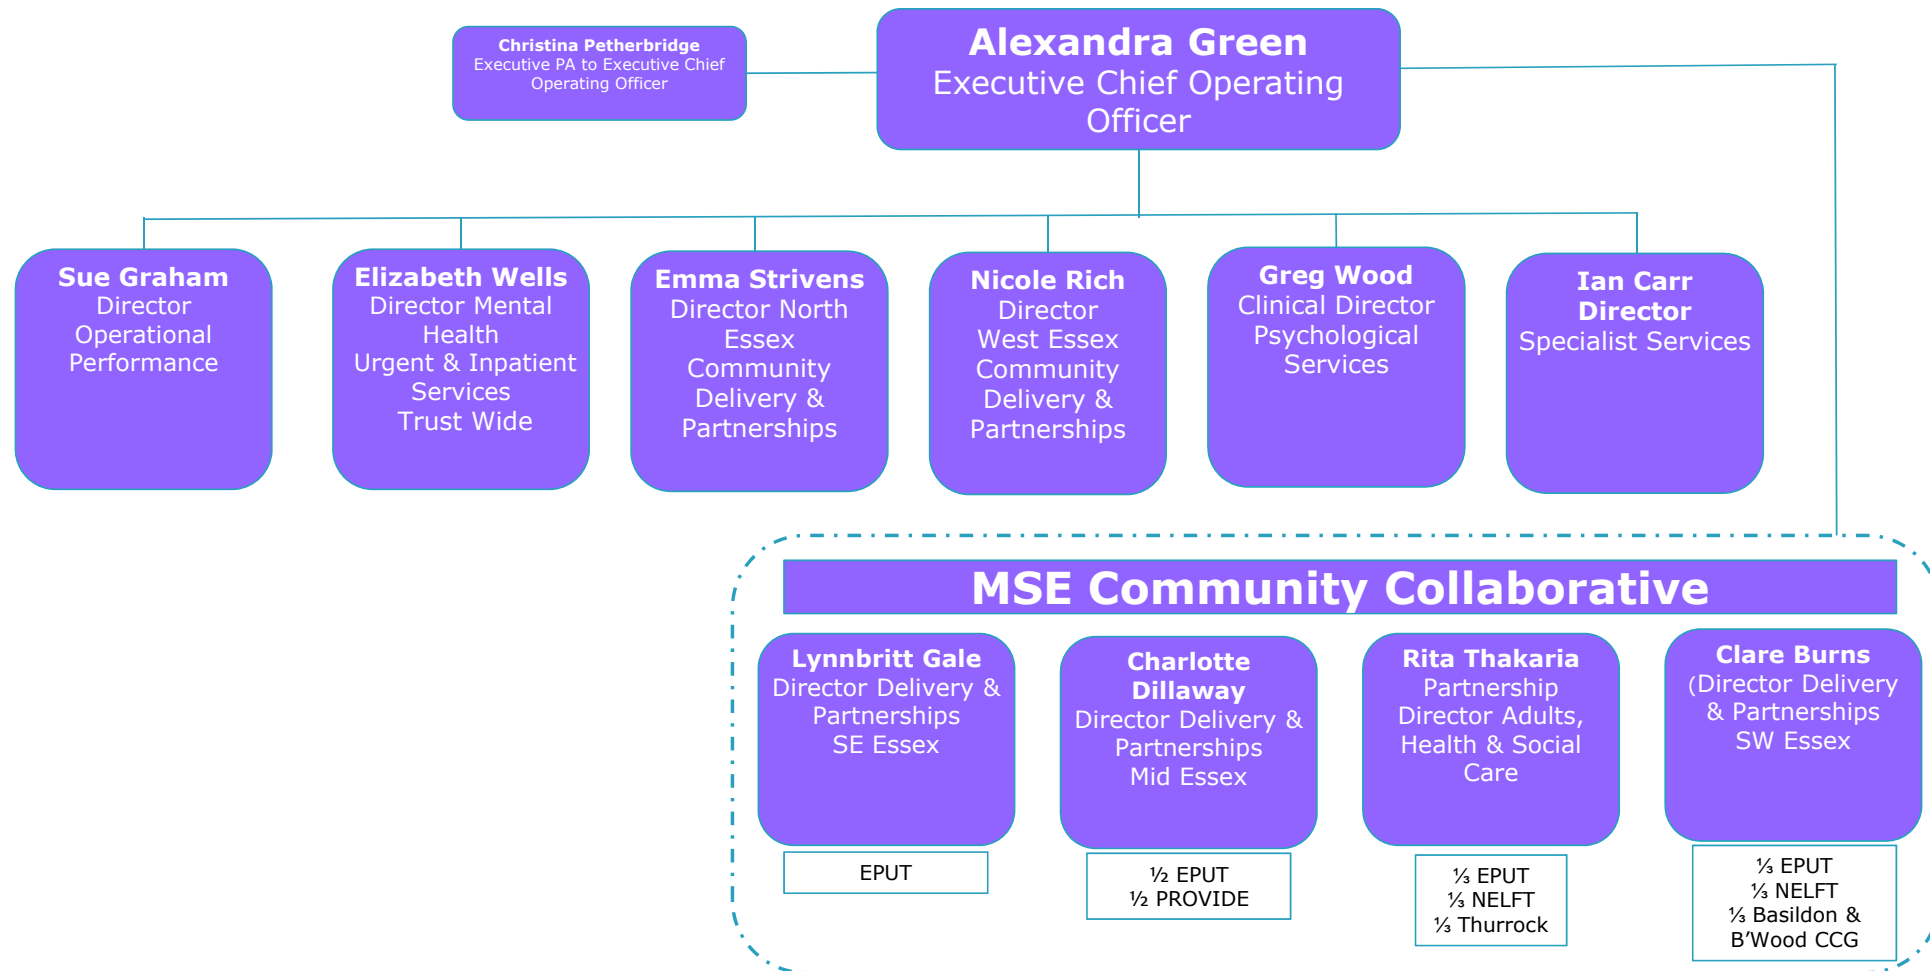 Christina Petherbridge
Executive PA to Executive Chief
Operating Officer
Alexandra Green
Executive Chief Operating
Officer
Sue Graham
Director
Operational
Performance
Elizabeth Wells
Director Mental
Health
Urgent & Inpatient
Services
Trust Wide
Emma Strivens
Director North
Essex
Community
Delivery &
Partnerships
Nicole Rich
Director
West Essex
Community
Delivery &
Partnerships
Greg Wood
Clinical Director
Psychological
Services
Ian Carr
Director
Specialist Services
MSE Community Collaborative
Lynnbritt Gale
Director Delivery &
Partnerships
SE Essex
EPUT
Charlotte
Dillaway
Director Delivery &
Partnerships
Mid Essex
½ EPUT
½ PROVIDE
Rita Thakaria
Partnership
Director Adults,
Health & Social
Care
⅓ EPUT
⅓ NELFT
⅓ Thurrock
Clare Burns
(Director Delivery
& Partnerships
SW Essex
⅓ EPUT
⅓ NELFT
⅓ Basildon &
B’Wood CCG